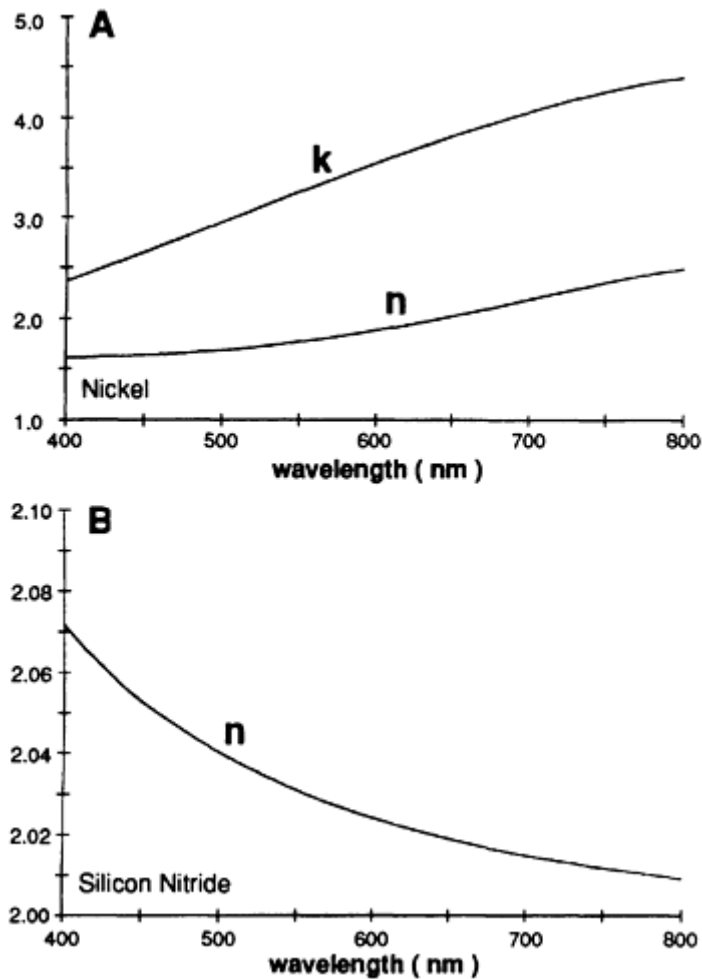 5.0
A
4.0
k
3.0
n
2.0
Nickel
1.0
400 500 600 700 800
wavelength ( nm )
2.10
B
2.08
2.06
n
2.04
2.02
Silicon Nitride
2.00
400 500 600 700 800
wavelength ( nm )